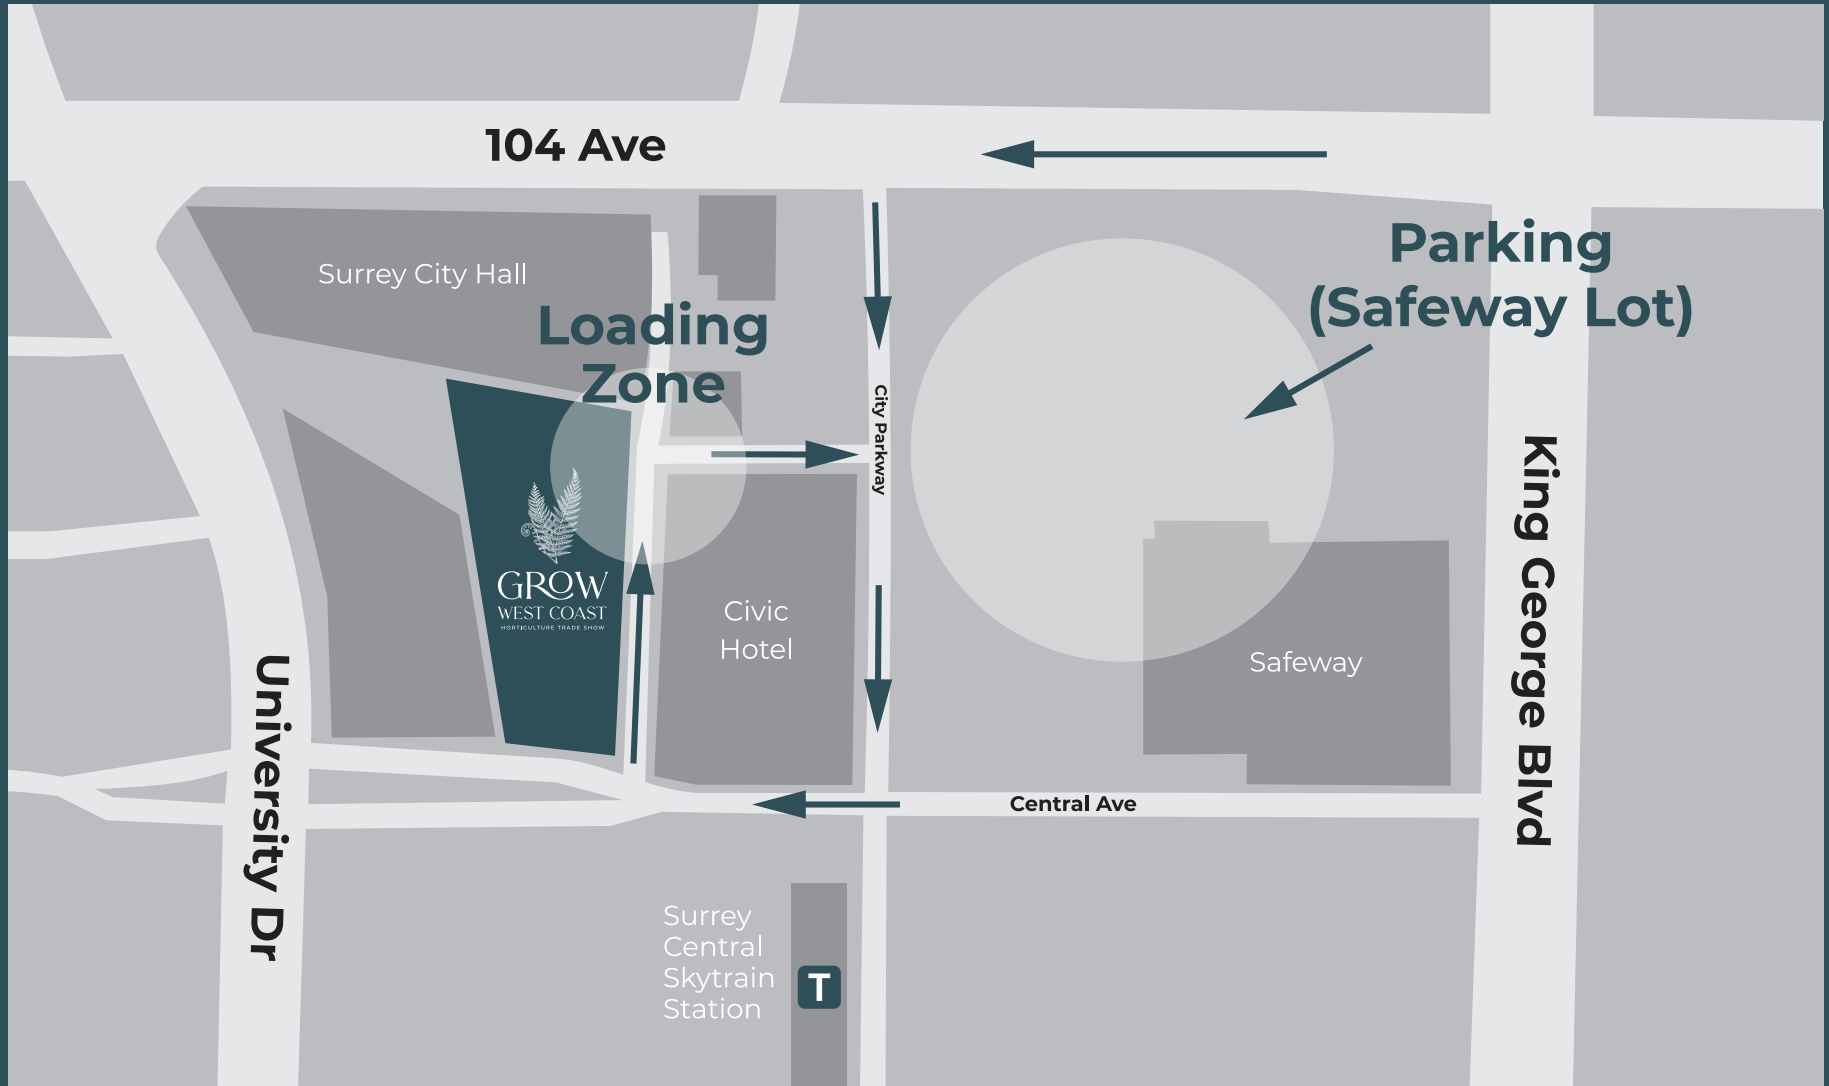 104 Ave
Surrey City Hall
Parking
(Safeway Lot)
Loading
Zone
City Parkway
King George Blvd
GROW
WEST COAST
HORTICULTURE TRADE SHOW
Civic
Hotel
Safeway
University Dr
Central Ave
Surrey
Central
Skytrain
Station
T